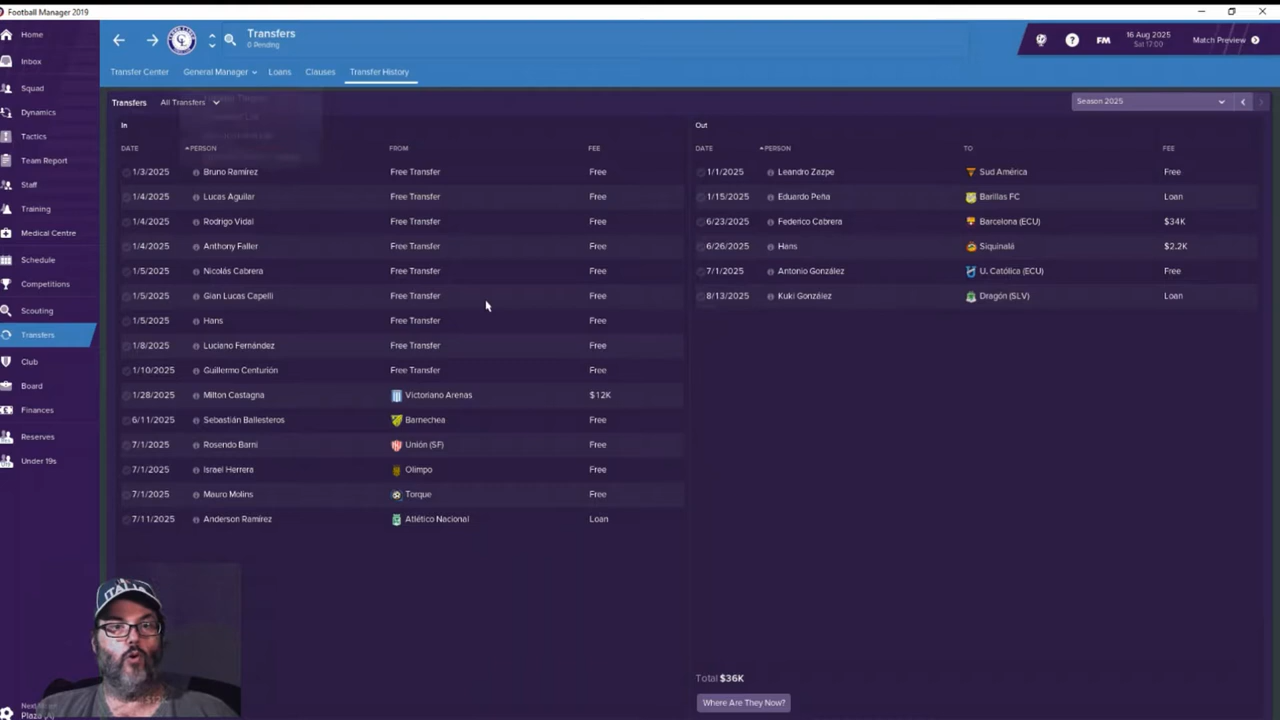 Football Manager 2019
Home
Inbox
Squad
Dynamics
Tactics
Team Report
Staff
Training
Medical Centre
Schedule
Competitions
Scouting
Transfers
Club
Board
Finances
Reserves
Under 19s
Transfers
0 Pending
? FM 16 Aug 2025 Sat 17:00 Match Preview
Transfer Center General Manager Loans Clauses Transfer History
Transfers All Transfers Season 2025
In
DATE PERSON FROM FEE
1/3/2025 Bruno Ramírez Free Transfer Free
1/4/2025 Lucas Aguilar Free Transfer Free
1/4/2025 Rodrigo Vidal Free Transfer Free
1/4/2025 Anthony Faller Free Transfer Free
1/5/2025 Nicolás Cabrera Free Transfer Free
1/5/2025 Gian Lucas Capelli Free Transfer Free
1/5/2025 Hans Free Transfer Free
1/8/2025 Luciano Fernández Free Transfer Free
1/10/2025 Guillermo Centurión Free Transfer Free
1/28/2025 Milton Castagna Victoriano Arenas $12K
6/11/2025 Sebastián Ballesteros Barnechea Free
7/1/2025 Rosendo Barni Unión (SF) Free
7/1/2025 Israel Herrera Olimpo Free
7/1/2025 Mauro Molins Torque Free
7/11/2025 Anderson Ramírez Atlético Nacional Loan
Out
DATE PERSON TO FEE
1/1/2025 Leandro Zazpe Sud América Free
1/15/2025 Eduardo Peña Barillas FC Loan
6/23/2025 Federico Cabrera Barcelona (ECU) $34K
6/26/2025 Hans Siquinalá $2.2K
7/1/2025 Antonio González U. Católica (ECU) Free
8/13/2025 Kuki González Dragón (SLV) Loan
Total $36K
Where Are They Now?
ITALIA
$12K
Plaza (A)